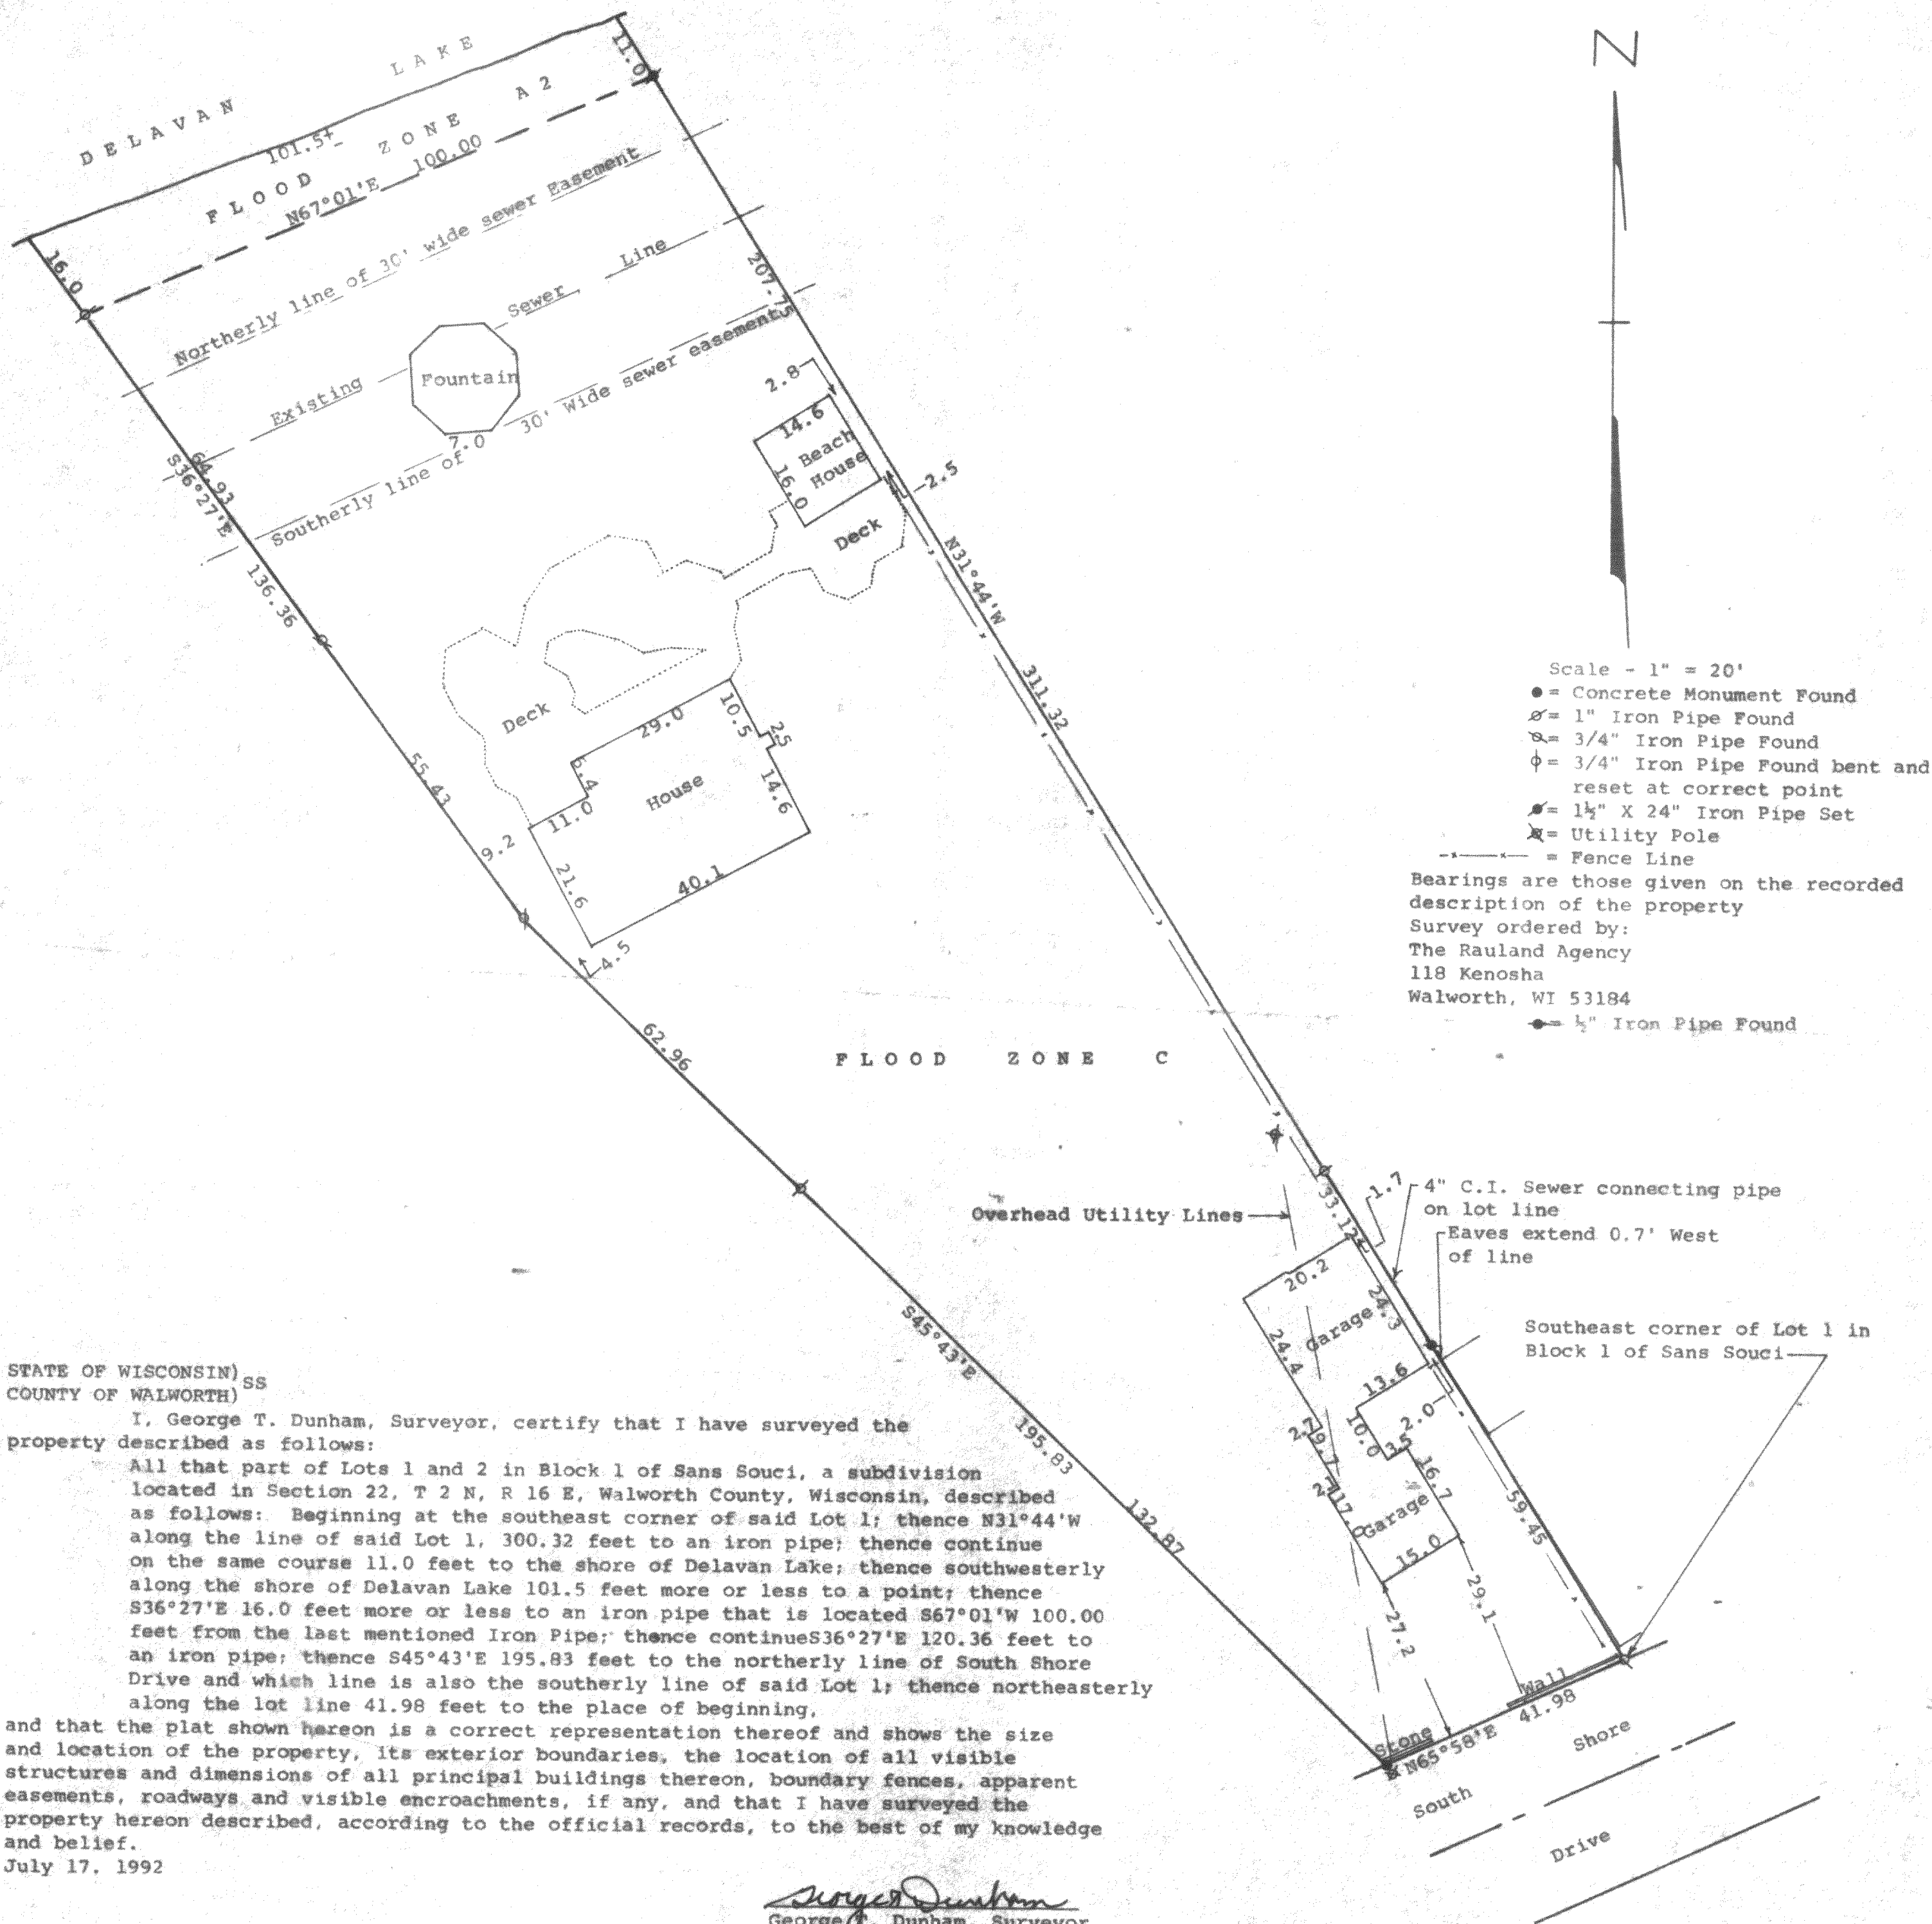 DELAVAN LAKE
101.5±
FLOOD ZONE A2
N67°01'E 100.00
11.0
16.0
Northerly line of 30' wide sewer Easement
Existing Sewer Line
Fountain
7.0
Southerly line of 30' Wide sewer easement
207.75
64.93
S36°27'E
136.36
2.8
14.6
Beach
House
16.0
2.5
Deck
N31°44'W
311.32
Deck
29.0
10.5
2.5
6.4
House
14.6
11.0
55.43
9.2
21.6
40.1
4.5
62.96
FLOOD ZONE C
N
Scale - 1" = 20'
= Concrete Monument Found
= 1" Iron Pipe Found
= 3/4" Iron Pipe Found
= 3/4" Iron Pipe Found bent and
reset at correct point
= 1½" X 24" Iron Pipe Set
= Utility Pole
= Fence Line
Bearings are those given on the recorded
description of the property
Survey ordered by:
The Rauland Agency
118 Kenosha
Walworth, WI 53184
= ½" Iron Pipe Found
33.12
1.7
4" C.I. Sewer connecting pipe
on lot line
Overhead Utility Lines
Eaves extend 0.7' West
of line
20.2
Garage
24.3
24.4
Southeast corner of Lot 1 in
Block 1 of Sans Souci
S45°43'E
195.83
132.87
13.6
2.0
10.0
3.5
2.7
9.7
16.7
17.0
Garage
15.0
59.45
29.1
27.2
Stone Wall
N65°58'E 41.98
South Shore
Drive
STATE OF WISCONSIN)
SS
COUNTY OF WALWORTH)
I, George T. Dunham, Surveyor, certify that I have surveyed the
property described as follows:
All that part of Lots 1 and 2 in Block 1 of Sans Souci, a subdivision
located in Section 22, T 2 N, R 16 E, Walworth County, Wisconsin, described
as follows: Beginning at the southeast corner of said Lot 1; thence N31°44'W
along the line of said Lot 1, 300.32 feet to an iron pipe; thence continue
on the same course 11.0 feet to the shore of Delavan Lake; thence southwesterly
along the shore of Delavan Lake 101.5 feet more or less to a point; thence
S36°27'E 16.0 feet more or less to an iron pipe that is located S67°01'W 100.00
feet from the last mentioned Iron Pipe; thence continueS36°27'E 120.36 feet to
an iron pipe; thence S45°43'E 195.83 feet to the northerly line of South Shore
Drive and which line is also the southerly line of said Lot 1; thence northeasterly
along the lot line 41.98 feet to the place of beginning,
and that the plat shown hereon is a correct representation thereof and shows the size
and location of the property, its exterior boundaries, the location of all visible
structures and dimensions of all principal buildings thereon, boundary fences, apparent
easements, roadways and visible encroachments, if any, and that I have surveyed the
property hereon described, according to the official records, to the best of my knowledge
and belief.
July 17, 1992
George T Dunham
George T. Dunham, Surveyor